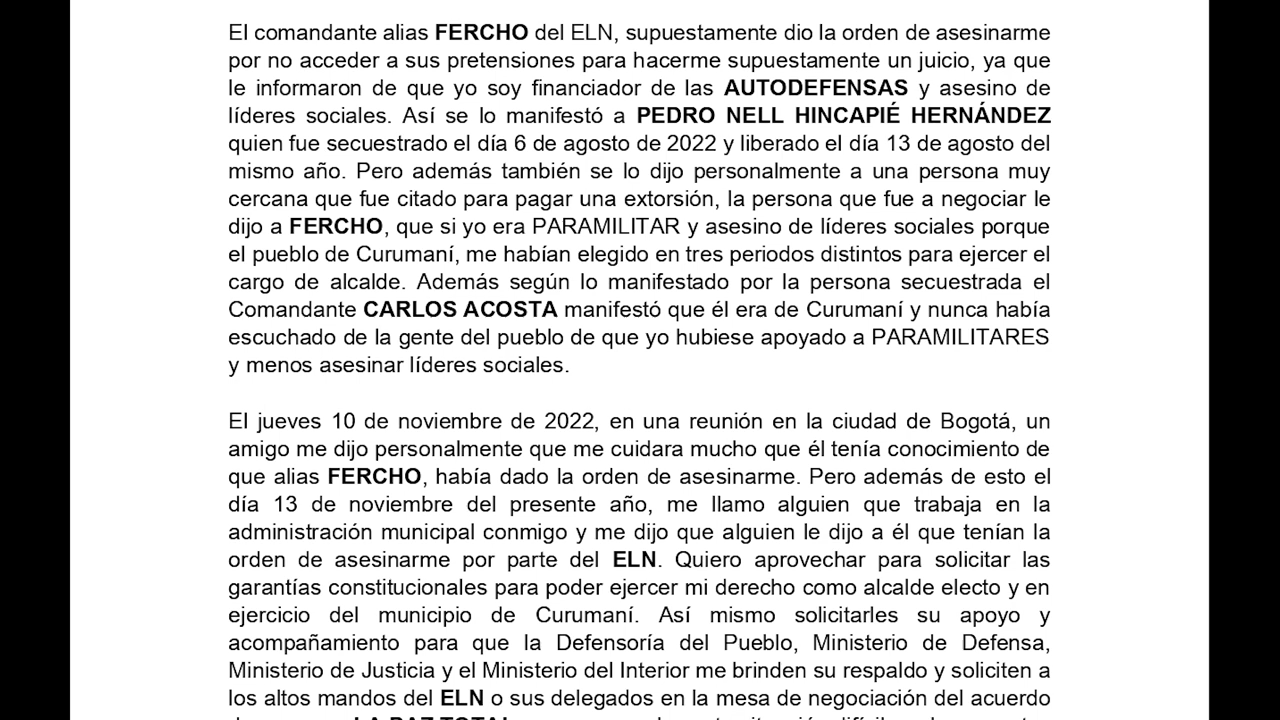 El comandante alias FERCHO del ELN, supuestamente dio la orden de asesinarme
por no acceder a sus pretensiones para hacerme supuestamente un juicio, ya que
le informaron de que yo soy financiador de las AUTODEFENSAS y asesino de
líderes sociales. Así se lo manifestó a PEDRO NELL HINCAPIÉ HERNÁNDEZ
quien fue secuestrado el día 6 de agosto de 2022 y liberado el día 13 de agosto del
mismo año. Pero además también se lo dijo personalmente a una persona muy
cercana que fue citado para pagar una extorsión, la persona que fue a negociar le
dijo a FERCHO, que si yo era PARAMILITAR y asesino de líderes sociales porque
el pueblo de Curumaní, me habían elegido en tres periodos distintos para ejercer el
cargo de alcalde. Además según lo manifestado por la persona secuestrada el
Comandante CARLOS ACOSTA manifestó que él era de Curumaní y nunca había
escuchado de la gente del pueblo de que yo hubiese apoyado a PARAMILITARES
y menos asesinar líderes sociales.
El jueves 10 de noviembre de 2022, en una reunión en la ciudad de Bogotá, un
amigo me dijo personalmente que me cuidara mucho que él tenía conocimiento de
que alias FERCHO, había dado la orden de asesinarme. Pero además de esto el
día 13 de noviembre del presente año, me llamo alguien que trabaja en la
administración municipal conmigo y me dijo que alguien le dijo a él que tenían la
orden de asesinarme por parte del ELN. Quiero aprovechar para solicitar las
garantías constitucionales para poder ejercer mi derecho como alcalde electo y en
ejercicio del municipio de Curumaní. Así mismo solicitarles su apoyo y
acompañamiento para que la Defensoría del Pueblo, Ministerio de Defensa,
Ministerio de Justicia y el Ministerio del Interior me brinden su respaldo y soliciten a
los altos mandos del ELN o sus delegados en la mesa de negociación del acuerdo
LA PAZ TOTAL